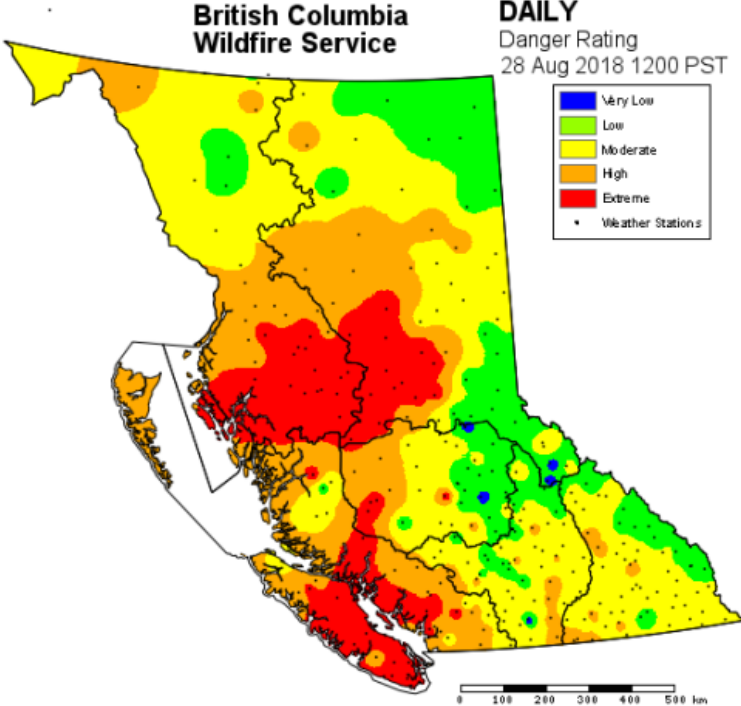 British Columbia
Wildfire Service
DAILY
Danger Rating
28 Aug 2018 1200 PST
Very Low
Low
Moderate
High
Extreme
Weather Stations
0 100 200 300 400 500 km